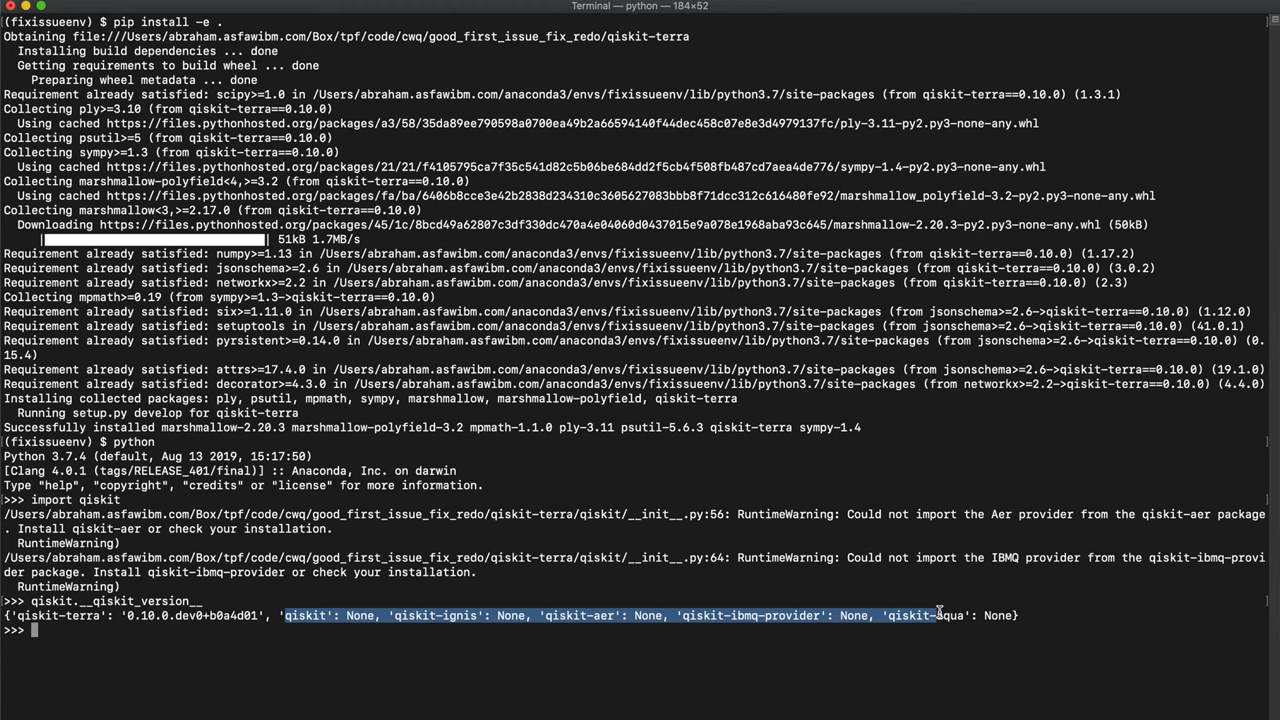 Terminal — python — 184×52
(fixissueenv) $ pip install -e .
Obtaining file:///Users/abraham.asfawibm.com/Box/tpf/code/cwq/good_first_issue_fix_redo/qiskit-terra
  Installing build dependencies ... done
  Getting requirements to build wheel ... done
    Preparing wheel metadata ... done
Requirement already satisfied: scipy>=1.0 in /Users/abraham.asfawibm.com/anaconda3/envs/fixissueenv/lib/python3.7/site-packages (from qiskit-terra==0.10.0) (1.3.1)
Collecting ply>=3.10 (from qiskit-terra==0.10.0)
  Using cached https://files.pythonhosted.org/packages/a3/58/35da89ee790598a0700ea49b2a66594140f44dec458c07e8e3d4979137fc/ply-3.11-py2.py3-none-any.whl
Collecting psutil>=5 (from qiskit-terra==0.10.0)
Collecting sympy>=1.3 (from qiskit-terra==0.10.0)
  Using cached https://files.pythonhosted.org/packages/21/21/f4105795ca7f35c541d82c5b06be684dd2f5cb4f508fb487cd7aea4de776/sympy-1.4-py2.py3-none-any.whl
Collecting marshmallow-polyfield<4,>=3.2 (from qiskit-terra==0.10.0)
  Using cached https://files.pythonhosted.org/packages/fa/ba/6406b8cce3e42b2838d234310c3605627083bbb8f71dcc312c616480fe92/marshmallow_polyfield-3.2-py2.py3-none-any.whl
Collecting marshmallow<3,>=2.17.0 (from qiskit-terra==0.10.0)
  Downloading https://files.pythonhosted.org/packages/45/1c/8bcd49a62807c3df330dc470a4e04060d0437015e9a078e1968aba93c645/marshmallow-2.20.3-py2.py3-none-any.whl (50kB)
     |                                | 51kB 1.7MB/s
Requirement already satisfied: numpy>=1.13 in /Users/abraham.asfawibm.com/anaconda3/envs/fixissueenv/lib/python3.7/site-packages (from qiskit-terra==0.10.0) (1.17.2)
Requirement already satisfied: jsonschema>=2.6 in /Users/abraham.asfawibm.com/anaconda3/envs/fixissueenv/lib/python3.7/site-packages (from qiskit-terra==0.10.0) (3.0.2)
Requirement already satisfied: networkx>=2.2 in /Users/abraham.asfawibm.com/anaconda3/envs/fixissueenv/lib/python3.7/site-packages (from qiskit-terra==0.10.0) (2.3)
Collecting mpmath>=0.19 (from sympy>=1.3->qiskit-terra==0.10.0)
Requirement already satisfied: six>=1.11.0 in /Users/abraham.asfawibm.com/anaconda3/envs/fixissueenv/lib/python3.7/site-packages (from jsonschema>=2.6->qiskit-terra==0.10.0) (1.12.0)
Requirement already satisfied: setuptools in /Users/abraham.asfawibm.com/anaconda3/envs/fixissueenv/lib/python3.7/site-packages (from jsonschema>=2.6->qiskit-terra==0.10.0) (41.0.1)
Requirement already satisfied: pyrsistent>=0.14.0 in /Users/abraham.asfawibm.com/anaconda3/envs/fixissueenv/lib/python3.7/site-packages (from jsonschema>=2.6->qiskit-terra==0.10.0) (0.
15.4)
Requirement already satisfied: attrs>=17.4.0 in /Users/abraham.asfawibm.com/anaconda3/envs/fixissueenv/lib/python3.7/site-packages (from jsonschema>=2.6->qiskit-terra==0.10.0) (19.1.0)
Requirement already satisfied: decorator>=4.3.0 in /Users/abraham.asfawibm.com/anaconda3/envs/fixissueenv/lib/python3.7/site-packages (from networkx>=2.2->qiskit-terra==0.10.0) (4.4.0)
Installing collected packages: ply, psutil, mpmath, sympy, marshmallow, marshmallow-polyfield, qiskit-terra
  Running setup.py develop for qiskit-terra
Successfully installed marshmallow-2.20.3 marshmallow-polyfield-3.2 mpmath-1.1.0 ply-3.11 psutil-5.6.3 qiskit-terra sympy-1.4
(fixissueenv) $ python
Python 3.7.4 (default, Aug 13 2019, 15:17:50)
[Clang 4.0.1 (tags/RELEASE_401/final)] :: Anaconda, Inc. on darwin
Type "help", "copyright", "credits" or "license" for more information.
>>> import qiskit
/Users/abraham.asfawibm.com/Box/tpf/code/cwq/good_first_issue_fix_redo/qiskit-terra/qiskit/__init__.py:56: RuntimeWarning: Could not import the Aer provider from the qiskit-aer package
. Install qiskit-aer or check your installation.
  RuntimeWarning)
/Users/abraham.asfawibm.com/Box/tpf/code/cwq/good_first_issue_fix_redo/qiskit-terra/qiskit/__init__.py:64: RuntimeWarning: Could not import the IBMQ provider from the qiskit-ibmq-provi
der package. Install qiskit-ibmq-provider or check your installation.
  RuntimeWarning)
>>> qiskit.__qiskit_version__
{'qiskit-terra': '0.10.0.dev0+b0a4d01', 'qiskit': None, 'qiskit-ignis': None, 'qiskit-aer': None, 'qiskit-ibmq-provider': None, 'qiskit-aqua': None}
>>>